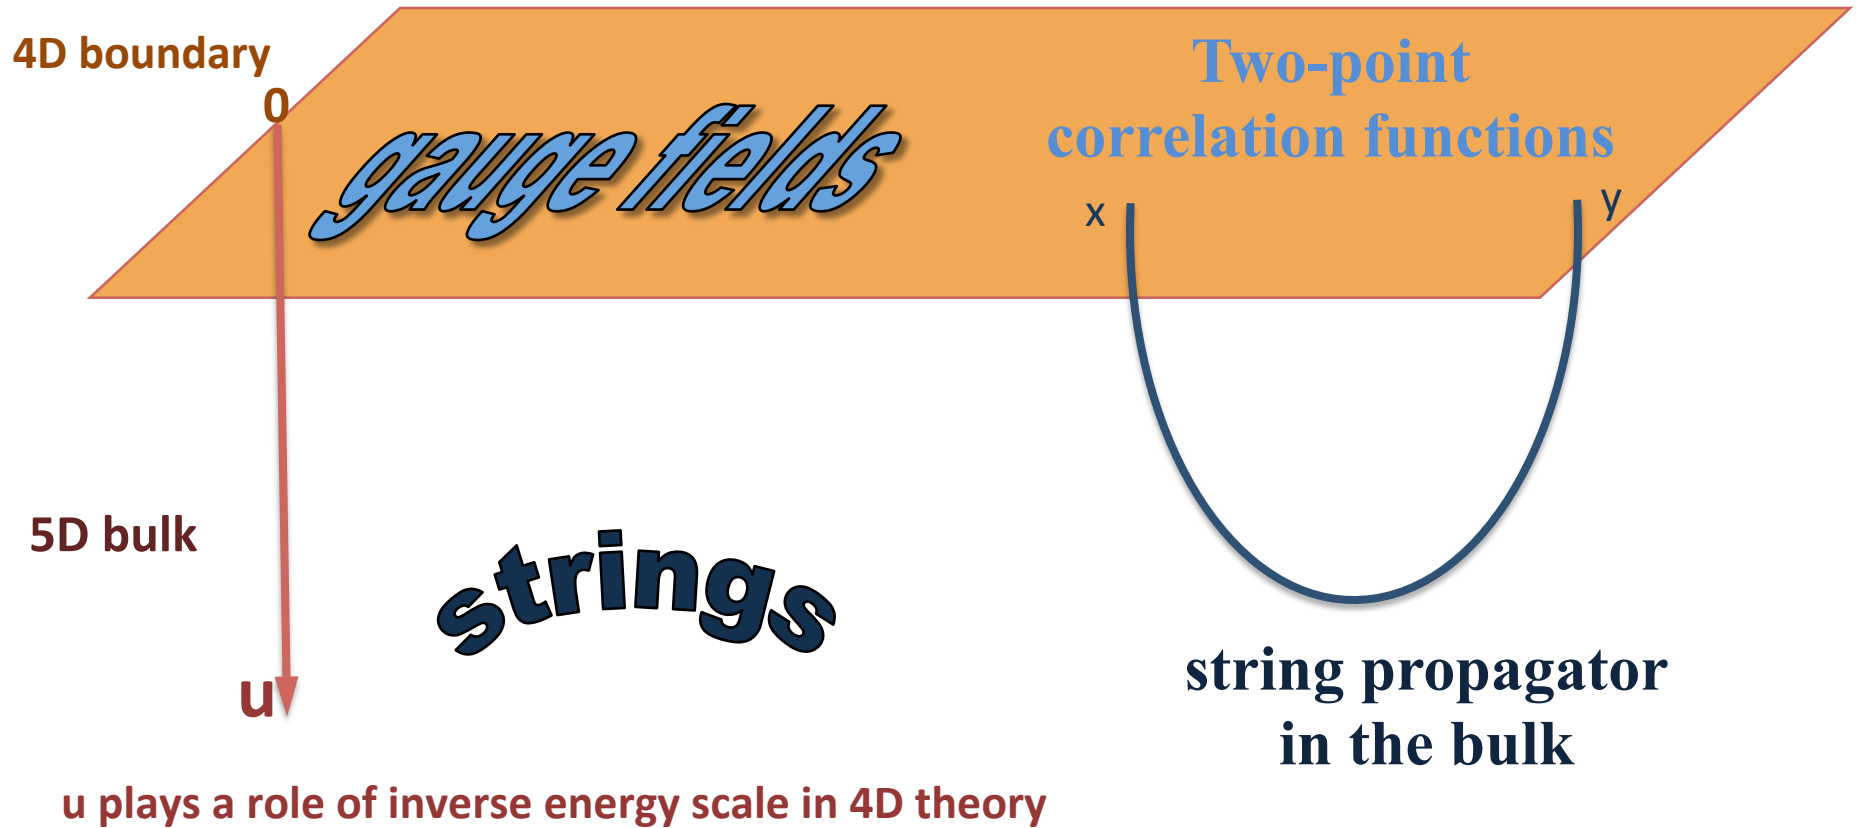 4D boundary
0
gauge fields
Two-point
correlation functions
x
y
5D bulk
strings
u
string propagator
in the bulk
u plays a role of inverse energy scale in 4D theory